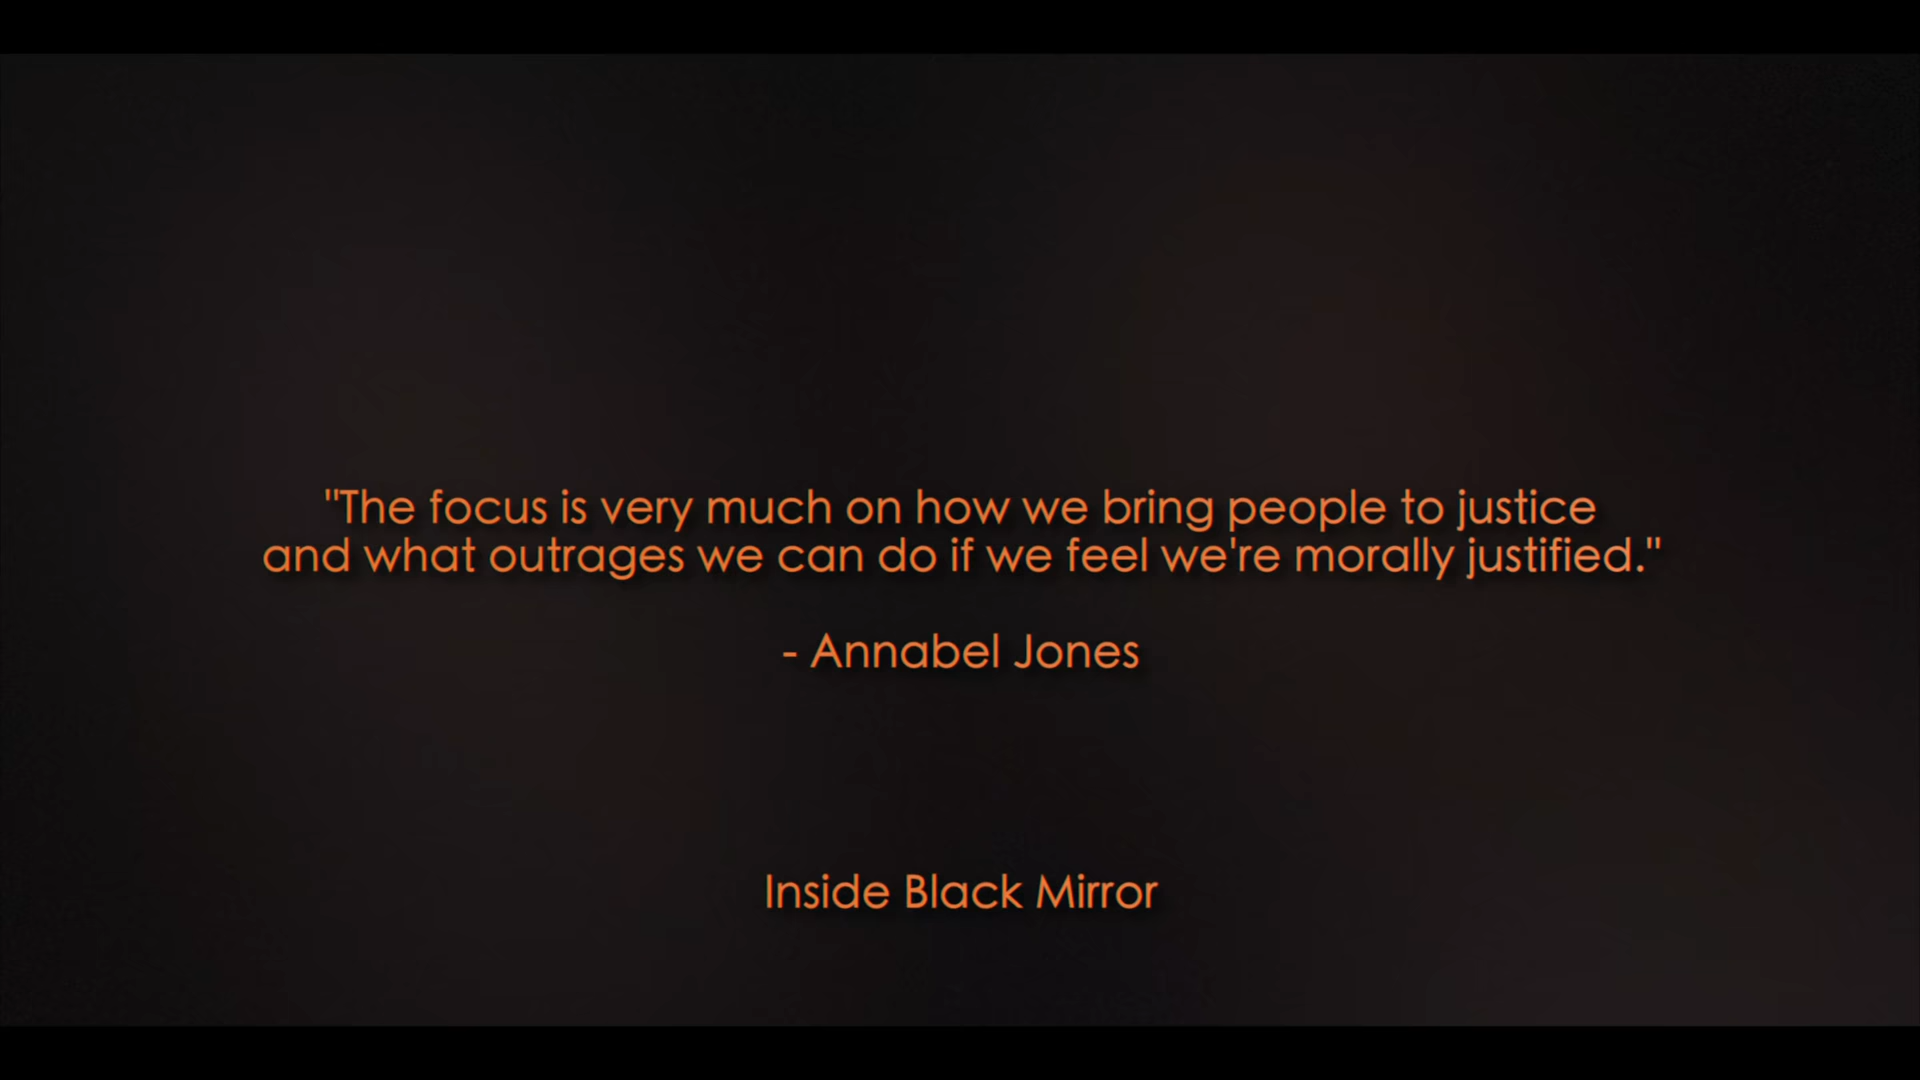 "The focus is very much on how we bring people to justice
and what outrages we can do if we feel we're morally justified."
- Annabel Jones
Inside Black Mirror